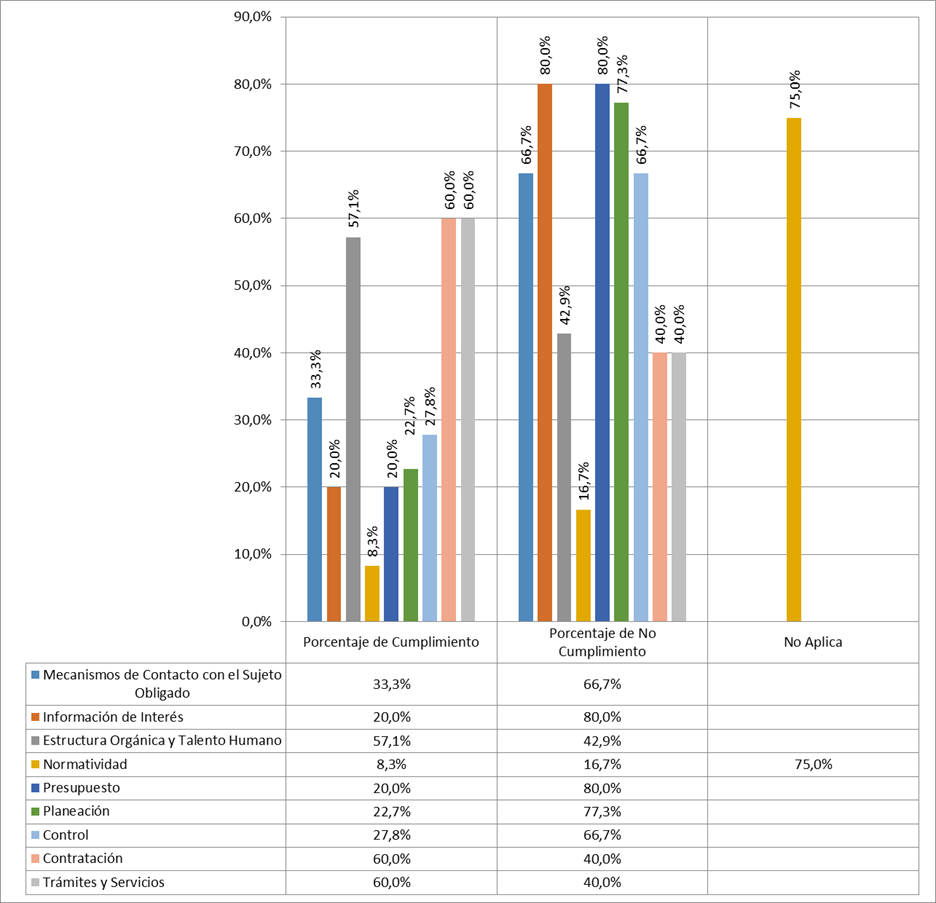 90,0%
80,0%
70,0%
60,0%
50,0%
40,0%
30,0%
20,0%
10,0%
0,0%
33,3%
20,0%
57,1%
8,3%
20,0%
22,7%
27,8%
60,0%
60,0%
66,7%
80,0%
42,9%
16,7%
80,0%
77,3%
66,7%
40,0%
40,0%
75,0%
Porcentaje de Cumplimiento
Porcentaje de No
Cumplimiento
No Aplica
Mecanismos de Contacto con el Sujeto
Obligado
33,3% 66,7%
Información de Interés 20,0% 80,0%
Estructura Orgánica y Talento Humano 57,1% 42,9%
Normatividad 8,3% 16,7% 75,0%
Presupuesto 20,0% 80,0%
Planeación 22,7% 77,3%
Control 27,8% 66,7%
Contratación 60,0% 40,0%
Trámites y Servicios 60,0% 40,0%